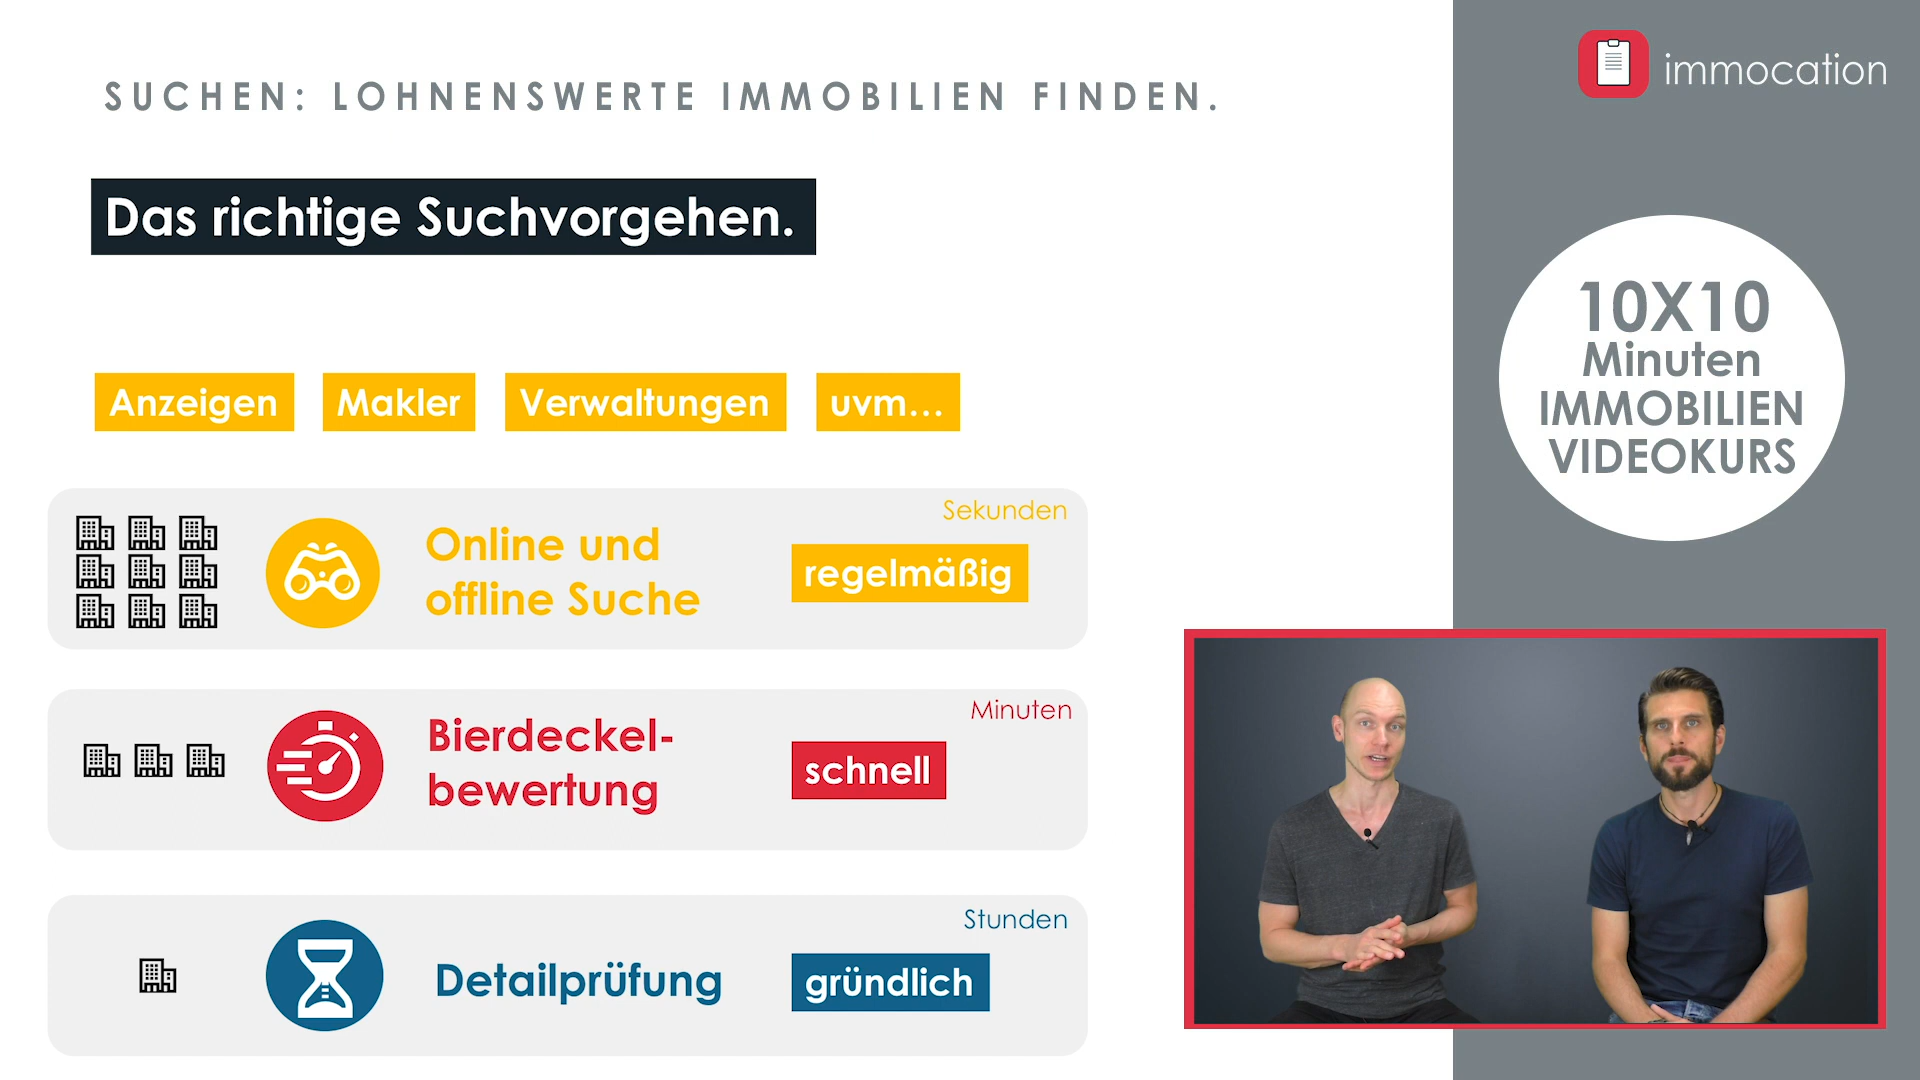 SUCHEN: LOHNENSWERTE IMMOBILIEN FINDEN.
immocation
Das richtige Suchvorgehen.
10X10
Minuten
IMMOBILIEN
VIDEOKURS
Anzeigen Makler Verwaltungen uvm...
Sekunden
Online und
offline Suche
regelmäßig
Minuten
Bierdeckel-
bewertung
schnell
Stunden
Detailprüfung
gründlich